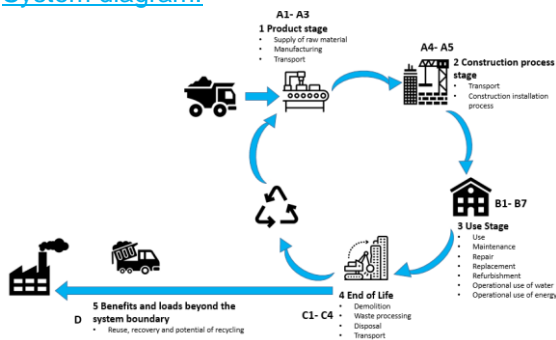 System diagram:
A1- A3
1 Product stage
• Supply of raw material
• Manufacturing
• Transport
A4- A5
2 Construction process
stage
• Transport
• Construction installation
process
B1- B7
3 Use Stage
• Use
• Maintenance
• Repair
• Replacement
• Refurbishment
• Operational use of water
• Operational use of energy
4 End of Life
C1- C4
• Demolition
• Waste processing
• Disposal
• Transport
5 Benefits and loads beyond the
D system boundary
• Reuse, recovery and potential of recycling